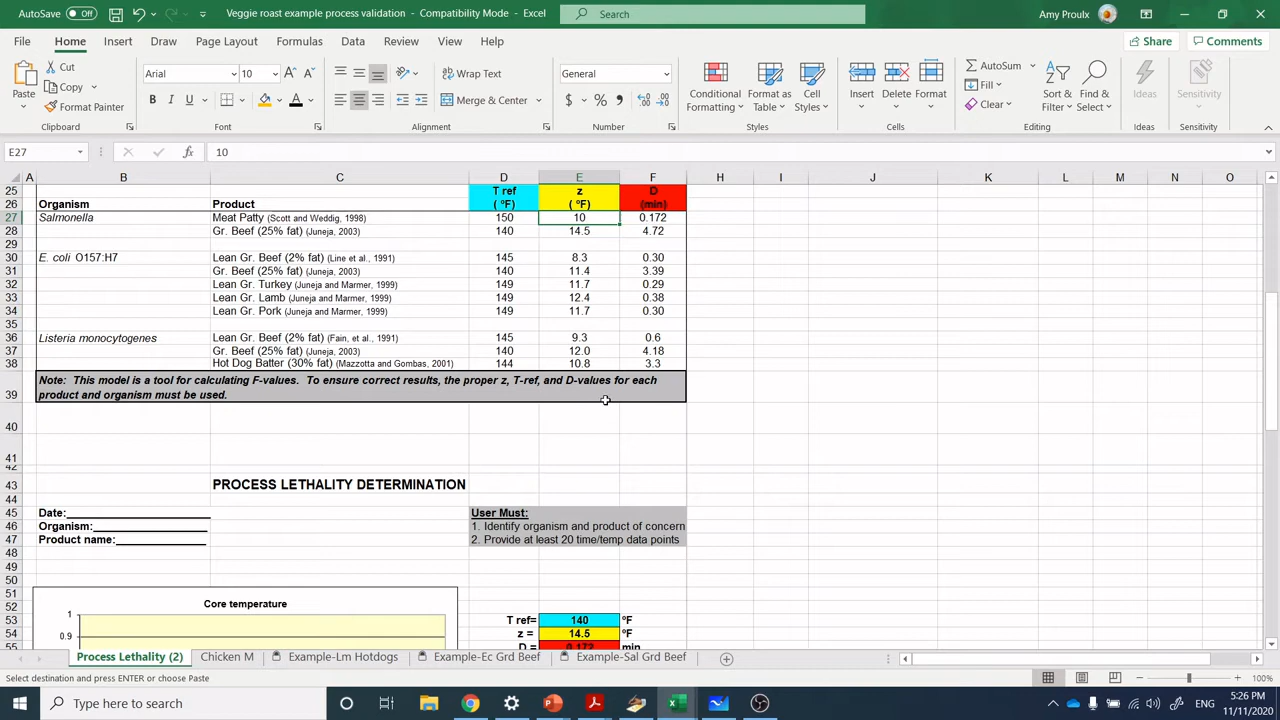 AutoSave Off Veggie roast example process validation - Compatibility Mode - Excel Search Amy Proulx
File Home Insert Draw Page Layout Formulas Data Review View Help Share Comments
Paste Cut Copy Format Painter Clipboard
Arial 10 B I U A Font
Wrap Text Merge & Center Alignment
General $ % , Number
Conditional Formatting Format as Table Cell Styles Styles
Insert Delete Format Cells
AutoSum Fill Clear Sort & Filter Find & Select Editing
Ideas Ideas
Sensitivity Sensitivity
E27 fx 10
A B C D E F H I J K L M N O
25 T ref z D
26 Organism Product ( ºF) ( ºF) (min)
27 Salmonella Meat Patty (Scott and Weddig, 1998) 150 10 0.172
28 Gr. Beef (25% fat) (Juneja, 2003) 140 14.5 4.72
29
30 E. coli O157:H7 Lean Gr. Beef (2% fat) (Line et al., 1991) 145 8.3 0.30
31 Gr. Beef (25% fat) (Juneja, 2003) 140 11.4 3.39
32 Lean Gr. Turkey (Juneja and Marmer, 1999) 149 11.7 0.29
33 Lean Gr. Lamb (Juneja and Marmer, 1999) 149 12.4 0.38
34 Lean Gr. Pork (Juneja and Marmer, 1999) 149 11.7 0.30
35
36 Listeria monocytogenes Lean Gr. Beef (2% fat) (Fain, et al., 1991) 145 9.3 0.6
37 Gr. Beef (25% fat) (Juneja, 2003) 140 12.0 4.18
38 Hot Dog Batter (30% fat) (Mazzotta and Gombas, 2001) 144 10.8 3.3
Note: This model is a tool for calculating F-values. To ensure correct results, the proper z, T-ref, and D-values for each
39 product and organism must be used.
40
41
42
43 PROCESS LETHALITY DETERMINATION
44
45 Date: User Must:
46 Organism: 1. Identify organism and product of concern
47 Product name: 2. Provide at least 20 time/temp data points
48
49
50
51
52 Core temperature
53 1 T ref= 140 ºF
54 0.9 z = 14.5 ºF
55 D = 0.172 min
Process Lethality (2) Chicken M Example-Lm Hotdogs Example-Ec Grd Beef Example-Sal Grd Beef
Select destination and press ENTER or choose Paste 100%
Type here to search ENG 5:26 PM
11/11/2020